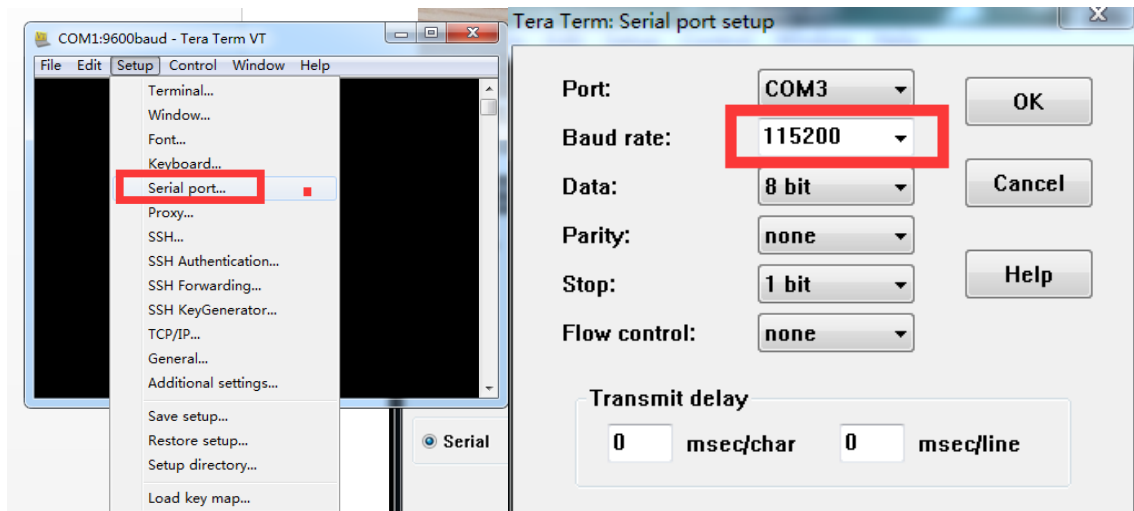 COM1:9600baud - Tera Term VT
File Edit Setup Control Window Help
Terminal...
Window...
Font...
Keyboard...
Serial port...
Proxy...
SSH...
SSH Authentication...
SSH Forwarding...
SSH KeyGenerator...
TCP/IP...
General...
Additional settings...
Save setup...
Restore setup...
Setup directory...
Load key map...
Serial
Tera Term: Serial port setup
Port: COM3 OK
Baud rate: 115200
Data: 8 bit Cancel
Parity: none
Stop: 1 bit Help
Flow control: none
Transmit delay
0 msec/char 0 msec/line